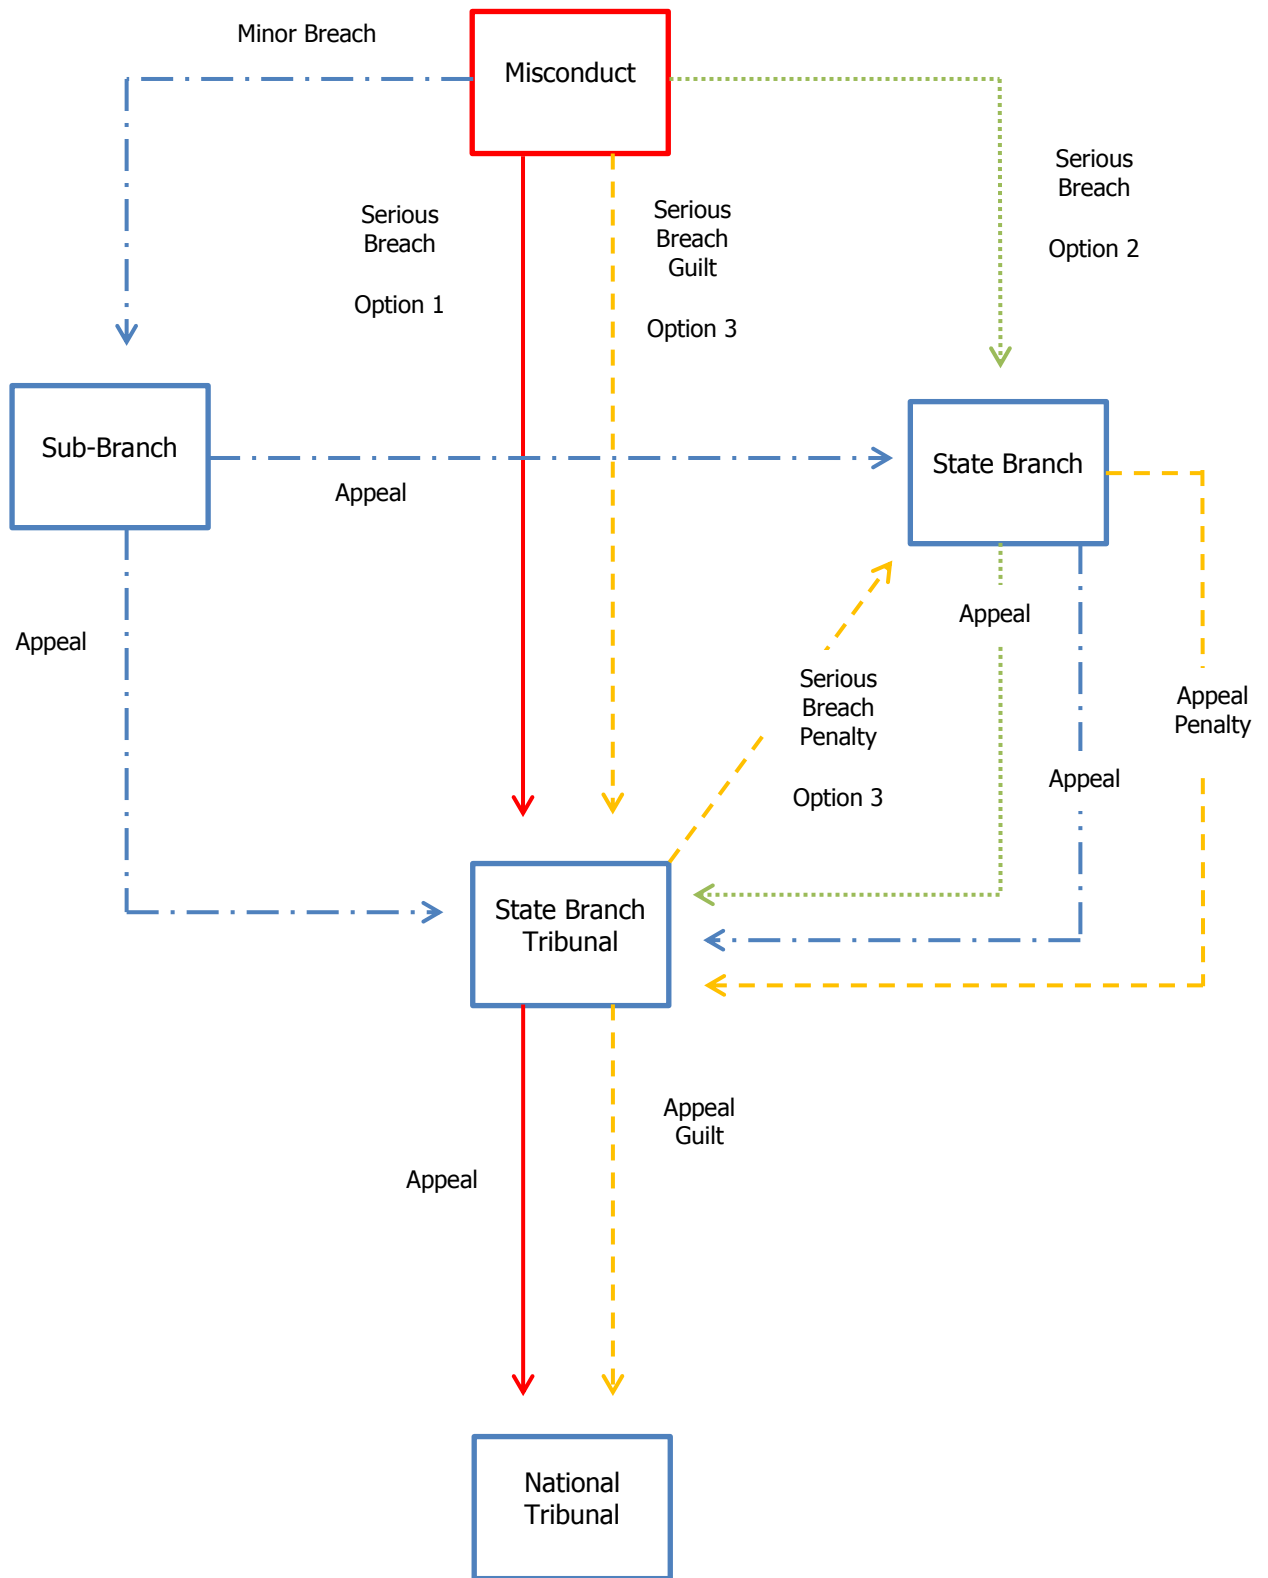 Minor Breach
Misconduct
Serious
Breach
Option 2
Serious
Breach
Option 1
Serious
Breach
Guilt
Option 3
Sub-Branch
State Branch
Appeal
Appeal
Appeal
Serious
Breach
Penalty
Option 3
Appeal
Penalty
Appeal
State Branch
Tribunal
Appeal
Guilt
Appeal
National
Tribunal